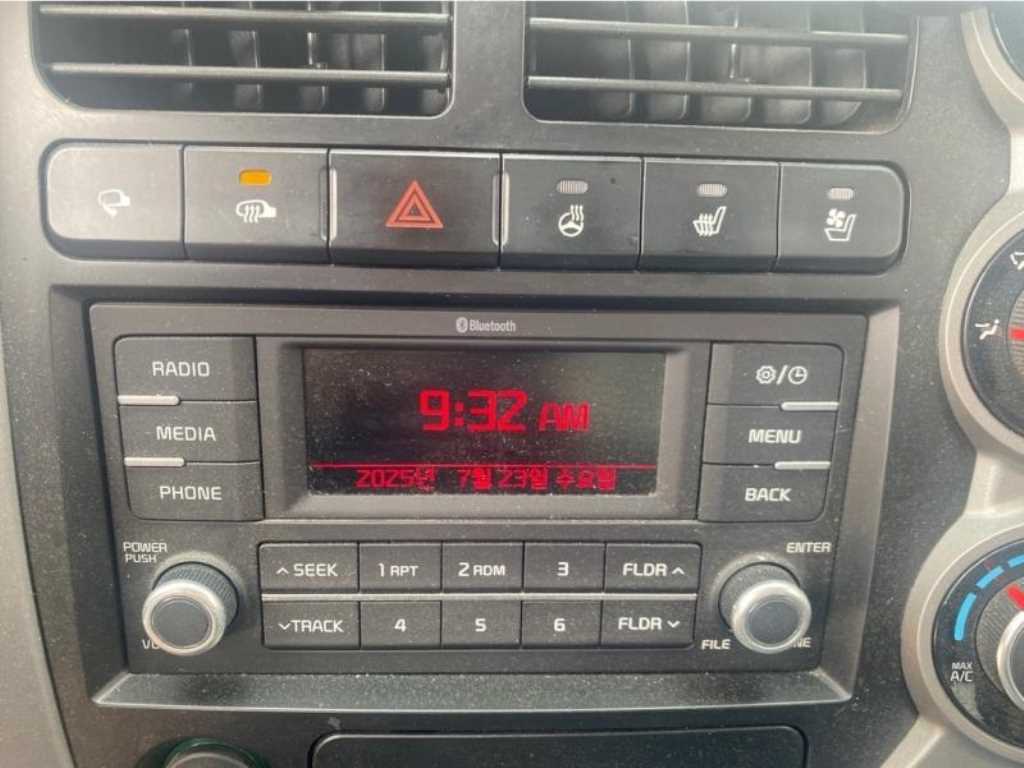 Bluetooth
RADIO
MEDIA
PHONE
9:32 AM
2025년 7월 23일 수요일
/
MENU
BACK
POWER
PUSH
SEEK
1 RPT
2 RDM
3
FLDR
TRACK
4
5
6
FLDR
ENTER
FILE
MAX
A/C